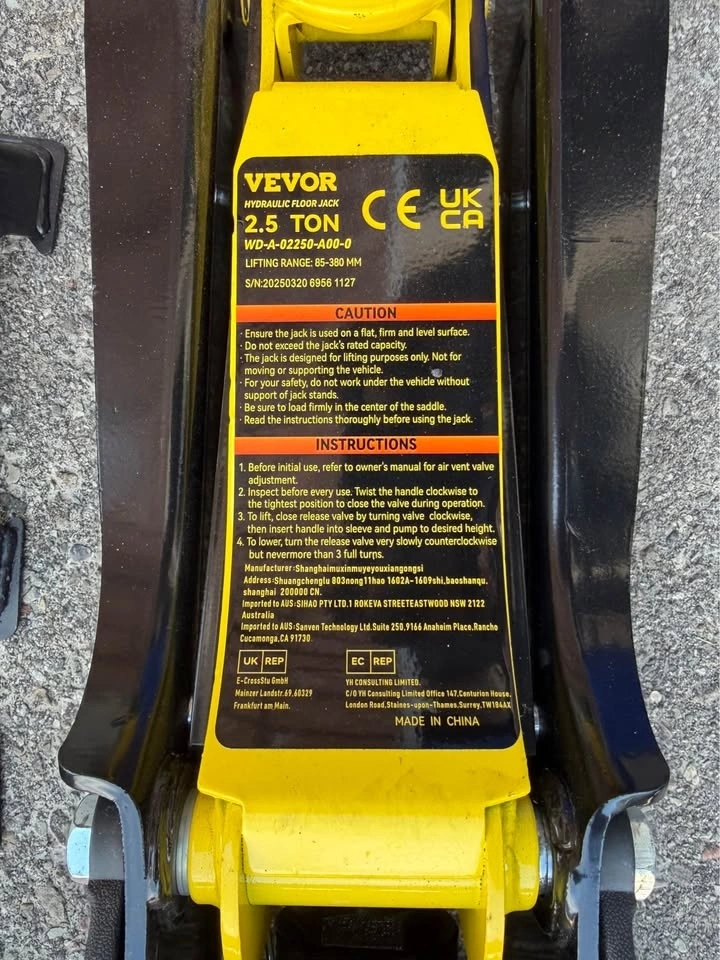 VEVOR
HYDRAULIC FLOOR JACK
2.5 TON
WD-A-02250-A00-0
CE UK CA
LIFTING RANGE: 85-380 MM
S/N:20250320 6956 1127
CAUTION
· Ensure the jack is used on a flat, firm and level surface.
· Do not exceed the jack's rated capacity.
· The jack is designed for lifting purposes only. Not for
moving or supporting the vehicle.
· For your safety, do not work under the vehicle without
support of jack stands.
· Be sure to load firmly in the center of the saddle.
· Read the instructions thoroughly before using the jack.
INSTRUCTIONS
1. Before initial use, refer to owner's manual for air vent valve
adjustment.
2. Inspect before every use. Twist the handle clockwise to
the tightest position to close the valve during operation.
3. To lift, close release valve by turning valve clockwise,
then insert handle into sleeve and pump to desired height.
4. To lower, turn the release valve very slowly counterclockwise
but nevermore than 3 full turns.
Manufacturer:Shanghaimuxinmuyeyouxiangongsi
Address:Shuangchenglu 803nong11hao 1602A-1609shi,baoshanqu,
shanghai 200000 CN.
Imported to AUS:SIHAO PTY LTD.1 ROKEVA STREETEASTWOOD NSW 2122
Australia
Imported to AUS:Sanven Technology Ltd.Suite 250,9166 Anaheim Place,Rancho
Cucamonga,CA 91730
UK REP
E-CrossStu GmbH
Mainzer Landstr.69,60329
Frankfurt am Main.
EC REP
YH CONSULTING LIMITED.
C/O YH Consulting Limited Office 147,Centurion House,
London Road,Staines-upon-Thames,Surrey,TW184AX
MADE IN CHINA